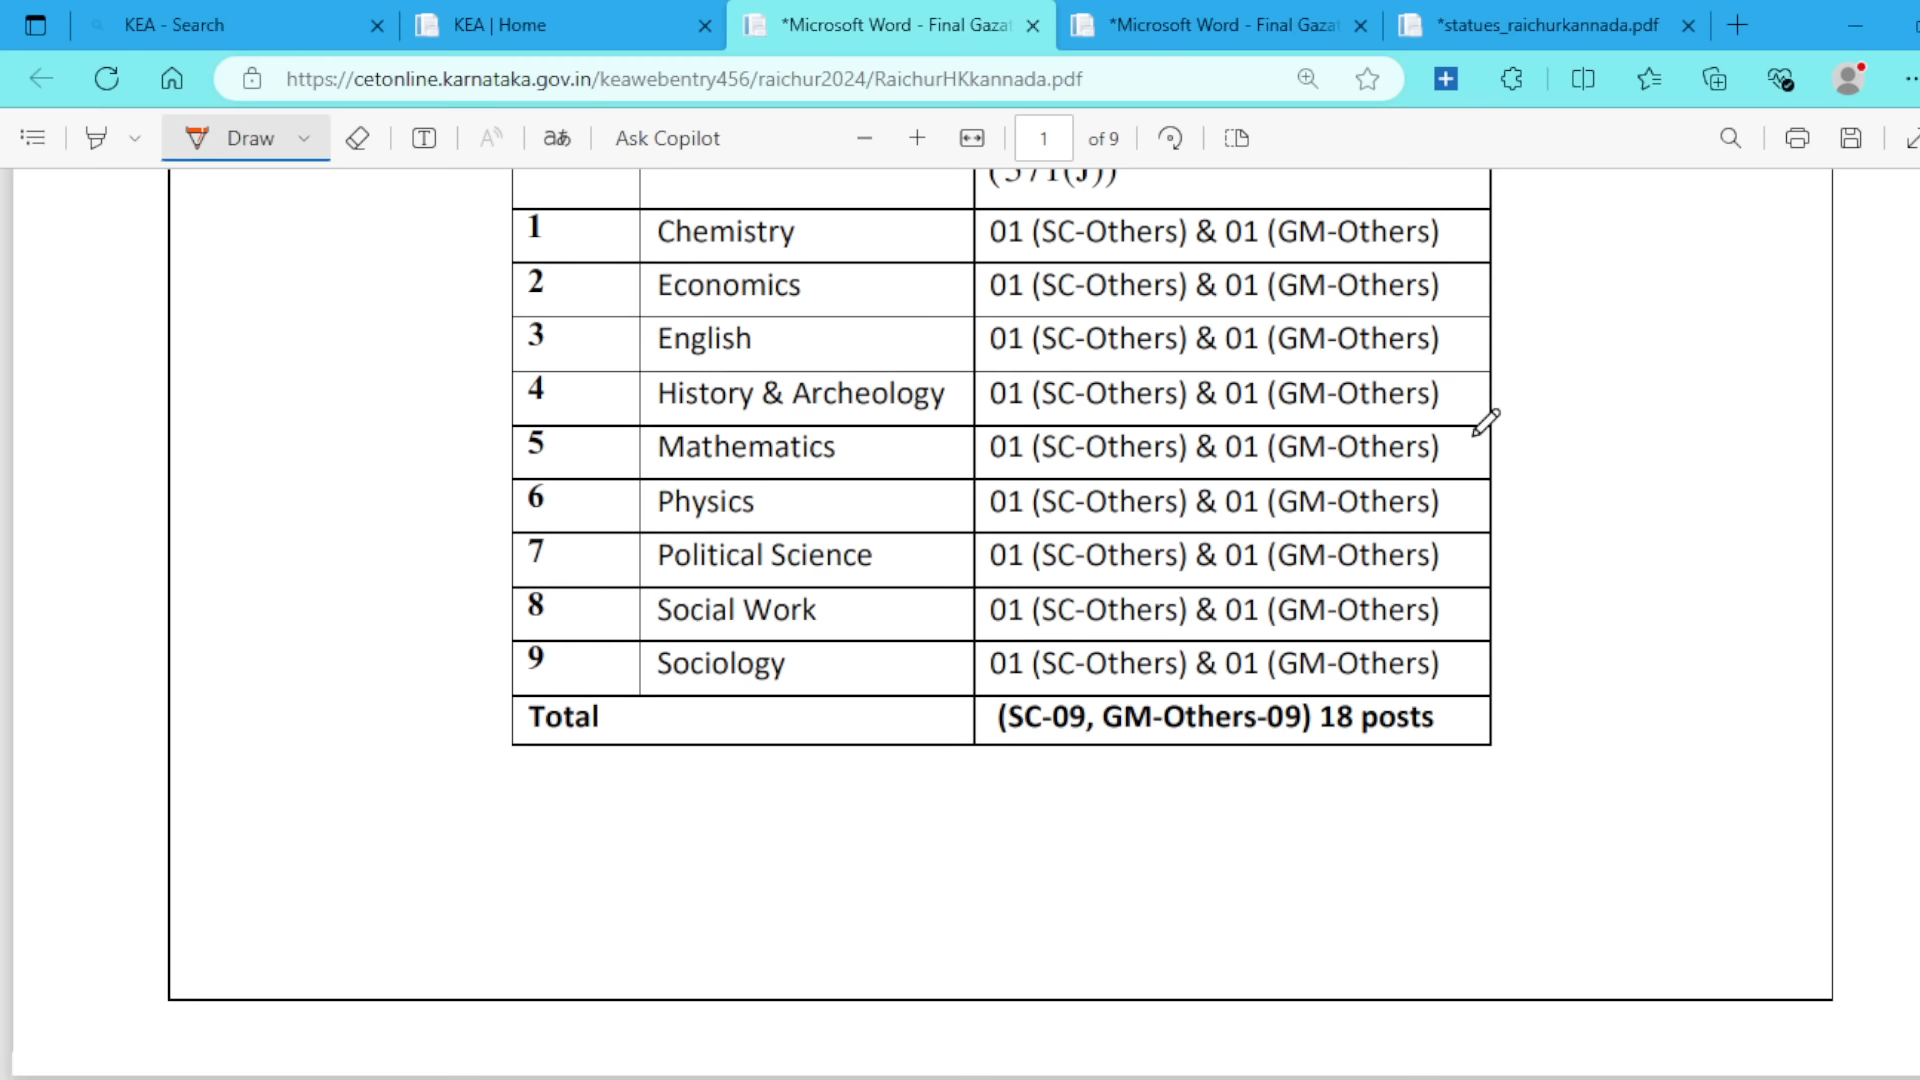 KEA - Search
KEA | Home
*Microsoft Word - Final Gazat
*Microsoft Word - Final Gazat
*statues_raichurkannada.pdf
https://cetonline.karnataka.gov.in/keawebentry456/raichur2024/RaichurHKkannada.pdf
Draw
Ask Copilot
1 of 9
(371(J))
1 Chemistry 01 (SC-Others) & 01 (GM-Others)
2 Economics 01 (SC-Others) & 01 (GM-Others)
3 English 01 (SC-Others) & 01 (GM-Others)
4 History & Archeology 01 (SC-Others) & 01 (GM-Others)
5 Mathematics 01 (SC-Others) & 01 (GM-Others)
6 Physics 01 (SC-Others) & 01 (GM-Others)
7 Political Science 01 (SC-Others) & 01 (GM-Others)
8 Social Work 01 (SC-Others) & 01 (GM-Others)
9 Sociology 01 (SC-Others) & 01 (GM-Others)
Total (SC-09, GM-Others-09) 18 posts